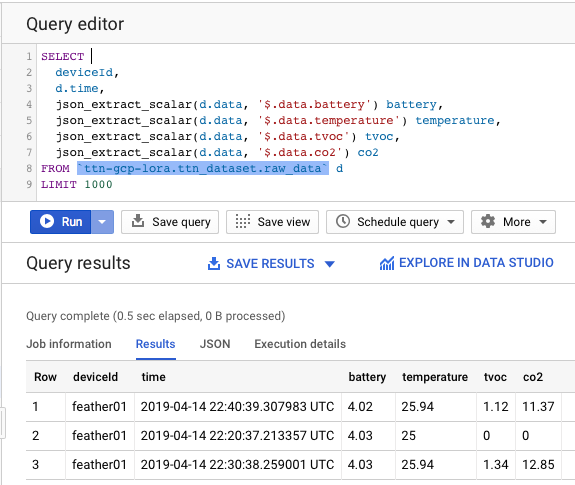 Query editor
1 SELECT
2 deviceId,
3 d.time,
4 json_extract_scalar(d.data, '$.data.battery') battery,
5 json_extract_scalar(d.data, '$.data.temperature') temperature,
6 json_extract_scalar(d.data, '$.data.tvoc') tvoc,
7 json_extract_scalar(d.data, '$.data.co2') co2
8 FROM `ttn-gcp-lora.ttn_dataset.raw_data` d
9 LIMIT 1000
Run Save query Save view Schedule query More
Query results SAVE RESULTS EXPLORE IN DATA STUDIO
Query complete (0.5 sec elapsed, 0 B processed)
Job information Results JSON Execution details
Row deviceId time battery temperature tvoc co2
1 feather01 2019-04-14 22:40:39.307983 UTC 4.02 25.94 1.12 11.37
2 feather01 2019-04-14 22:20:37.213357 UTC 4.03 25 0 0
3 feather01 2019-04-14 22:30:38.259001 UTC 4.03 25.94 1.34 12.85